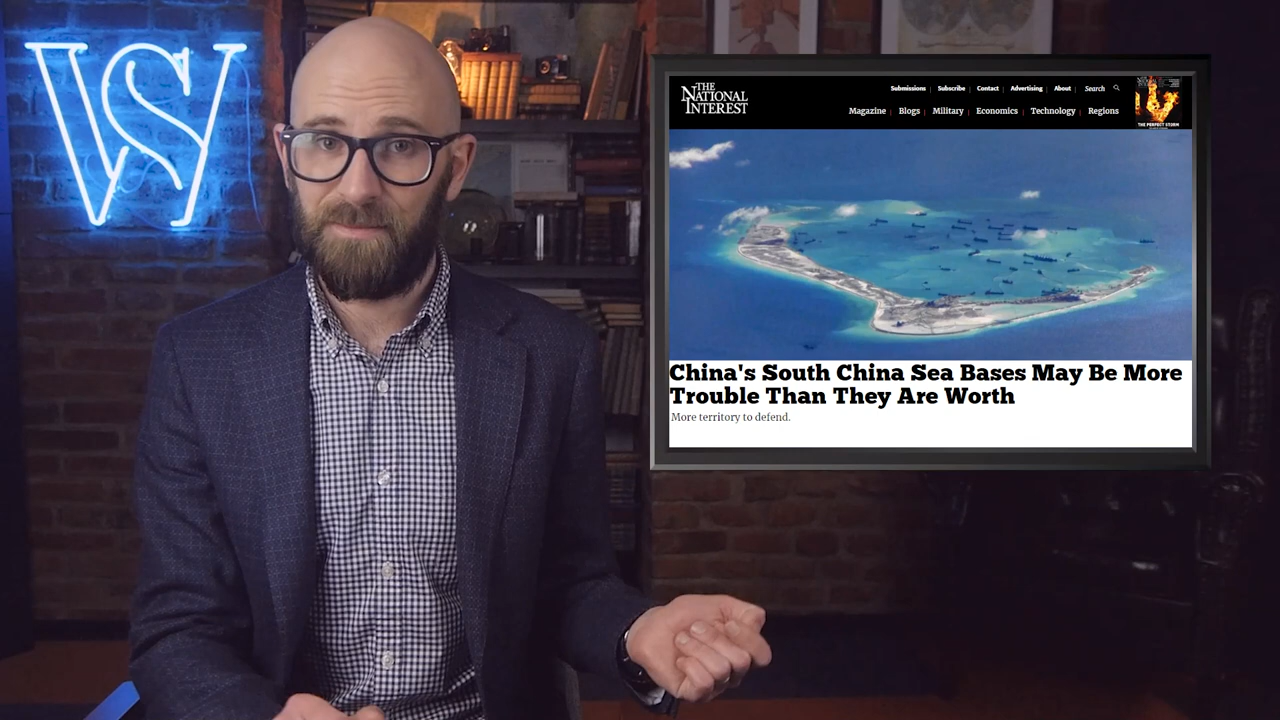 WS
THE
NATIONAL
INTEREST
Submissions
Subscribe
Contact
Advertising
About
Search
Magazine
Blogs
Military
Economics
Technology
Regions
THE PERFECT STORM
China's South China Sea Bases May Be More
Trouble Than They Are Worth
More territory to defend.